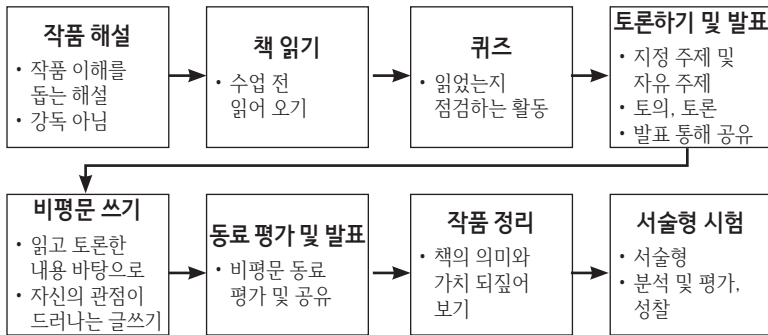 작품 해설
• 작품 이해를
돕는 해설
• 강독 아님
책 읽기
• 수업 전
읽어 오기
퀴즈
• 읽었는지
점검하는 활동
토론하기 및 발표
• 지정 주제 및
자유 주제
• 토의, 토론
• 발표 통해 공유
비평문 쓰기
• 읽고 토론한
내용 바탕으로
• 자신의 관점이
드러나는 글쓰기
동료 평가 및 발표
• 비평문 동료
평가 및 공유
작품 정리
• 책의 의미와
가치 되짚어
보기
서술형 시험
• 서술형
• 분석 및 평가,
성찰